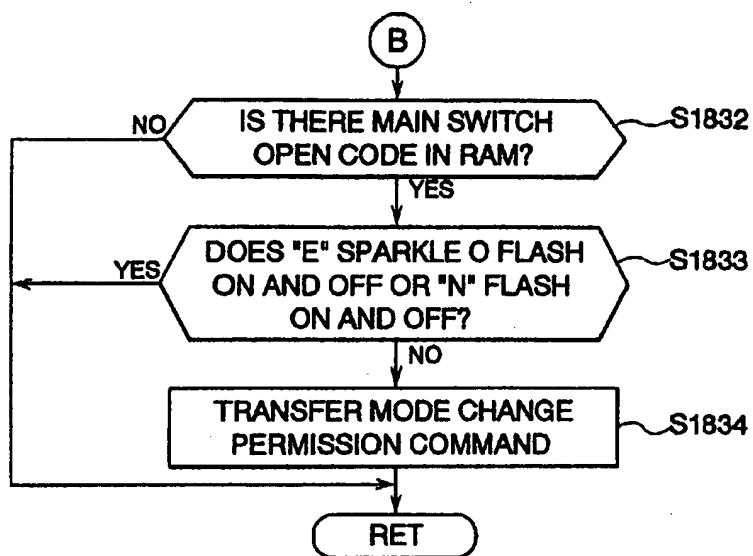 B
IS THERE MAIN SWITCH
OPEN CODE IN RAM?
S1832
NO
YES
DOES "E" SPARKLE O FLASH
ON AND OFF OR "N" FLASH
ON AND OFF?
S1833
YES
NO
TRANSFER MODE CHANGE
PERMISSION COMMAND
S1834
RET